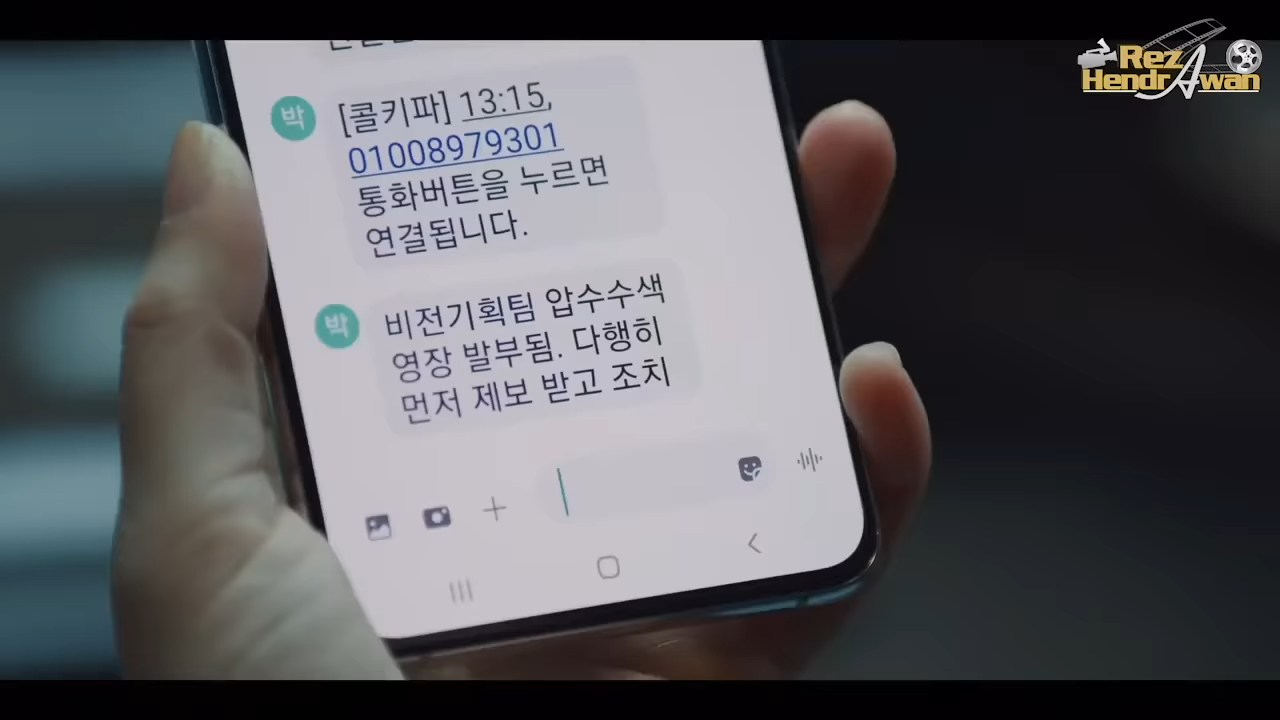 Rez
HendrAwan
박
[콜키파] 13:15,
01008979301
통화버튼을 누르면
연결됩니다.
박
비전기획팀 압수수색
영장 발부됨. 다행히
먼저 제보 받고 조치